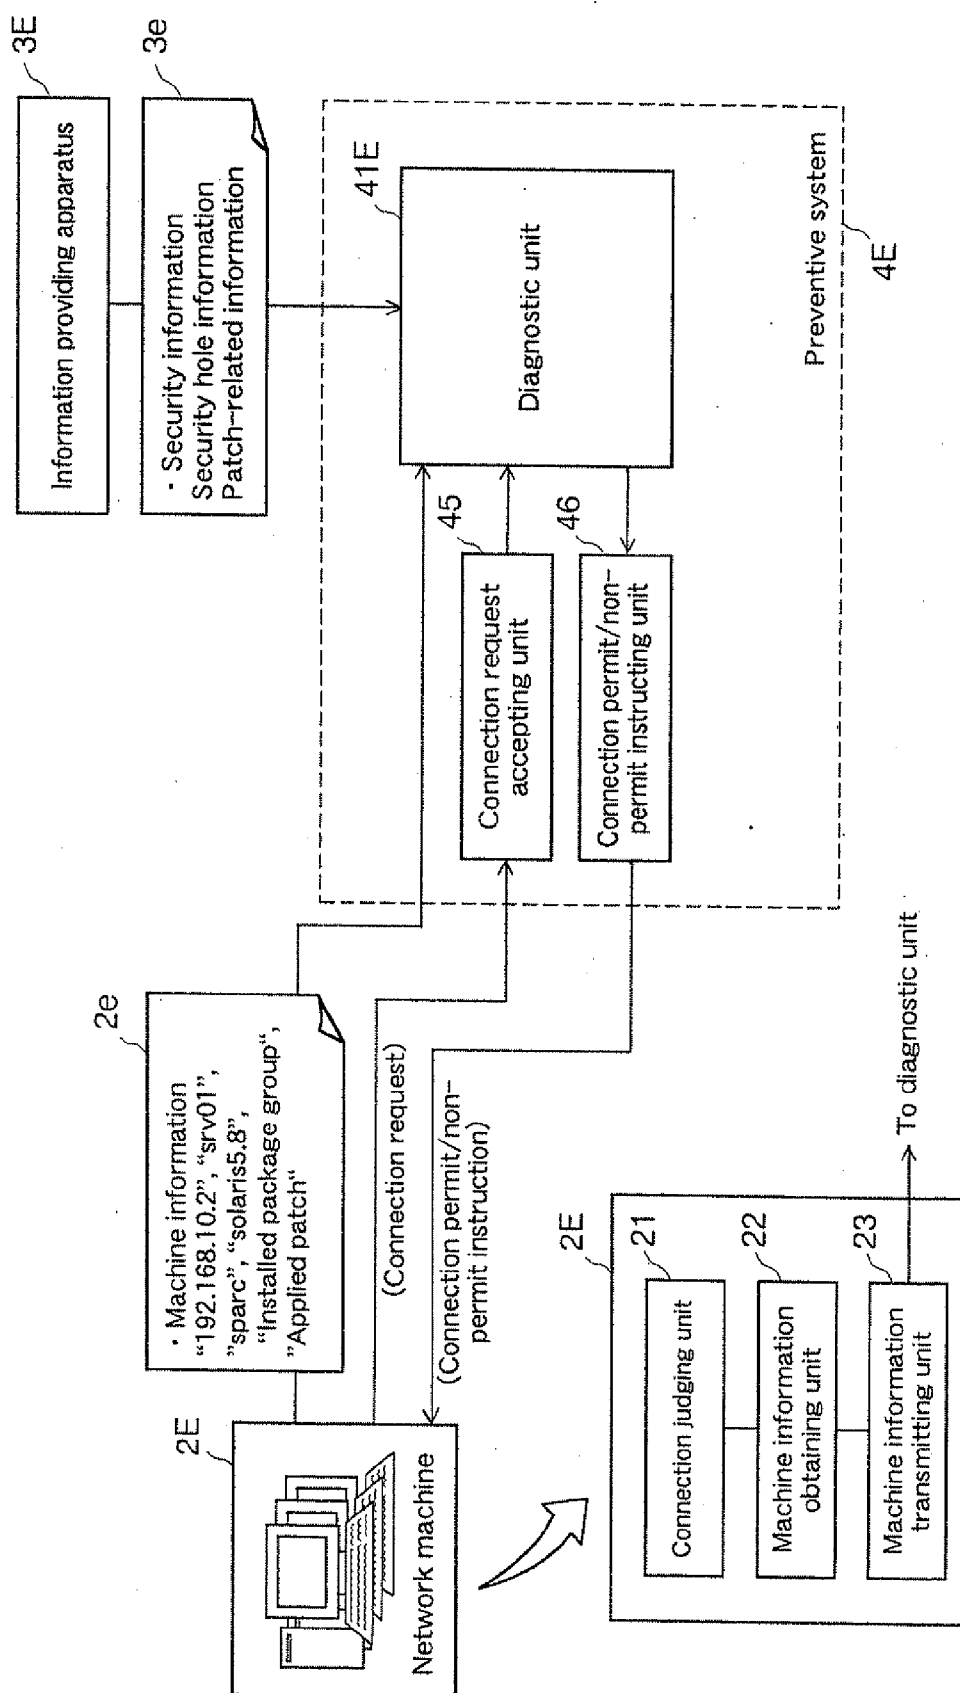 3E
Information providing apparatus
3e
· Security information
Security hole information
Patch-related information
2e
· Machine information
“192.168.10.2”, “srv01”,
”sparc”, “solaris5.8”,
“Installed package group“,
”Applied patch“
2E
Network machine
(Connection request)
(Connection permit/non-
permit instruction)
41E
Diagnostic unit
45
Connection request
accepting unit
46
Connection permit/non-
permit instructing unit
Preventive system
4E
2E
21
Connection judging unit
22
Machine information
obtaining unit
23
Machine information
transmitting unit
To diagnostic unit